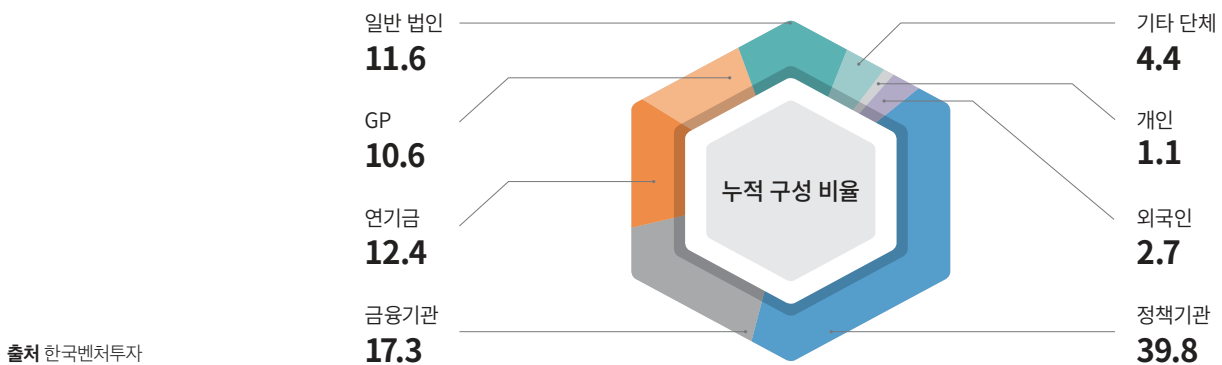 일반 법인
11.6
GP
10.6
연기금
12.4
금융기관
17.3
누적 구성 비율
기타 단체
4.4
개인
1.1
외국인
2.7
정책기관
39.8
출처 한국벤처투자